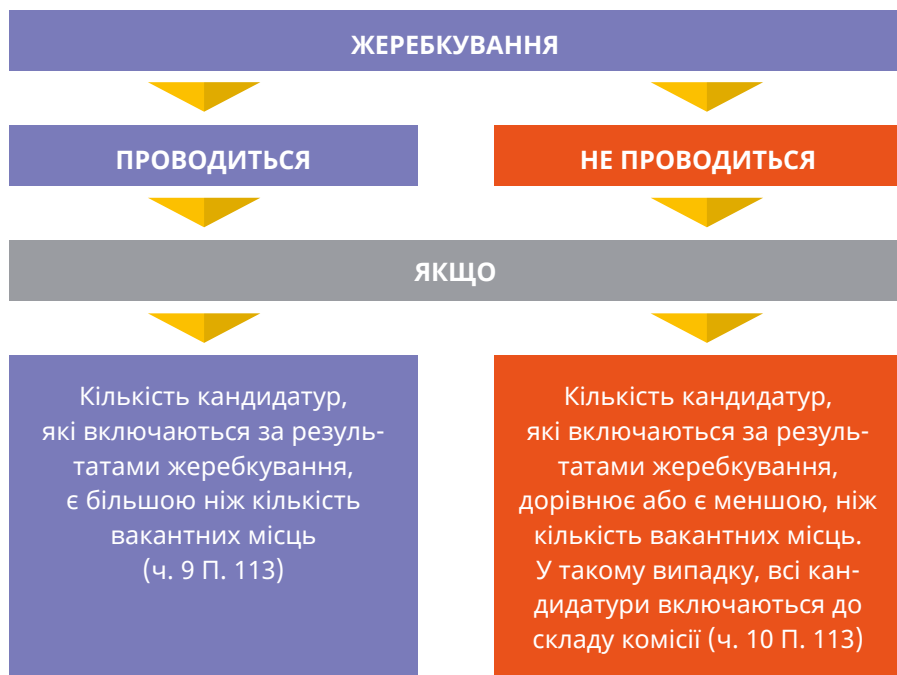 ЖЕРЕБКУВАННЯ
ПРОВОДИТЬСЯ
НЕ ПРОВОДИТЬСЯ
ЯКЩО
Кількість кандидатур,
які включаються за резуль-
татами жеребкування,
є більшою ніж кількість
вакантних місць
(ч. 9 П. 113)
Кількість кандидатур,
які включаються за резуль-
татами жеребкування,
дорівнює або є меншою, ніж
кількість вакантних місць.
У такому випадку, всі кан-
дидатури включаються до
складу комісії (ч. 10 П. 113)